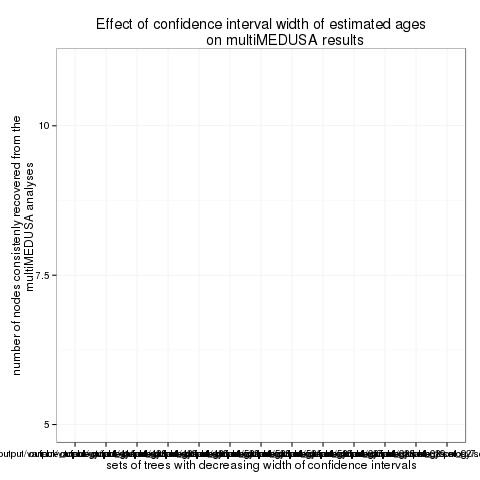 Effect of confidence interval width of estimated ages
on multiMEDUSA results
number of nodes consistenly recovered from the
multiMEDUSA analyses
10
7.5
5
sets of trees with decreasing width of confidence intervals